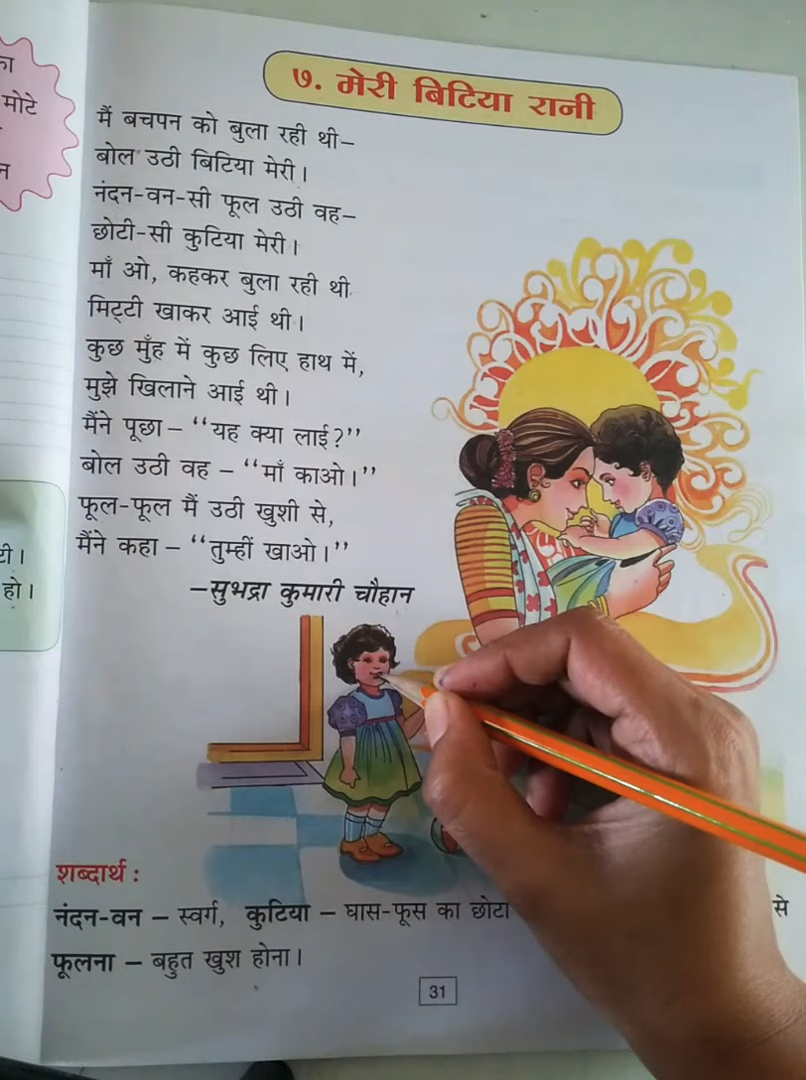 का
मोटे
न
७. मेरी बिटिया रानी
मैं बचपन को बुला रही थी–
बोल उठी बिटिया मेरी।
नंदन-वन-सी फूल उठी वह–
छोटी-सी कुटिया मेरी।
माँ ओ, कहकर बुला रही थी
मिट्टी खाकर आई थी।
कुछ मुँह में कुछ लिए हाथ में,
मुझे खिलाने आई थी।
मैंने पूछा – “यह क्या लाई?”
बोल उठी वह – “माँ काओ।”
फूल-फूल मैं उठी खुशी से,
मैंने कहा – “तुम्हीं खाओ।”
–सुभद्रा कुमारी चौहान
टी।
हो।
शब्दार्थ :
नंदन-वन – स्वर्ग, कुटिया – घास-फूस का छोटा से
फूलना – बहुत खुश होना।
31